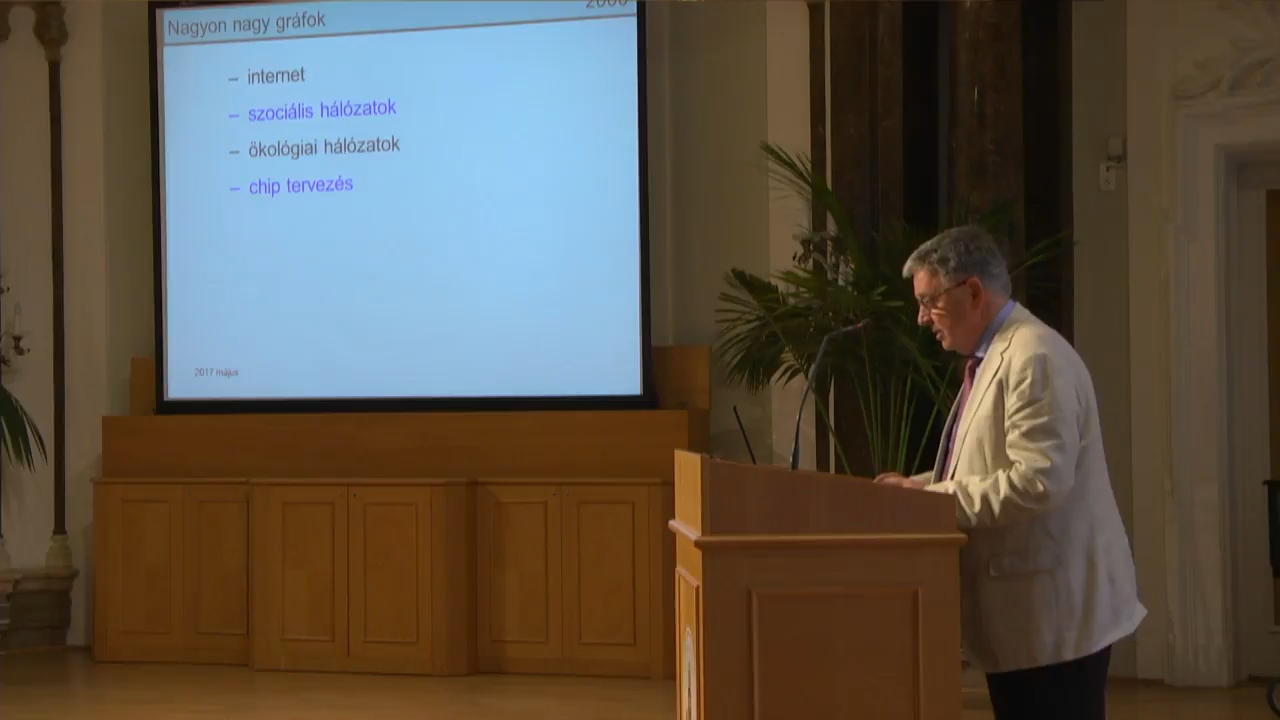 Nagyon nagy gráfok
– internet
– szociális hálózatok
– ökológiai hálózatok
– chip tervezés
2017 május